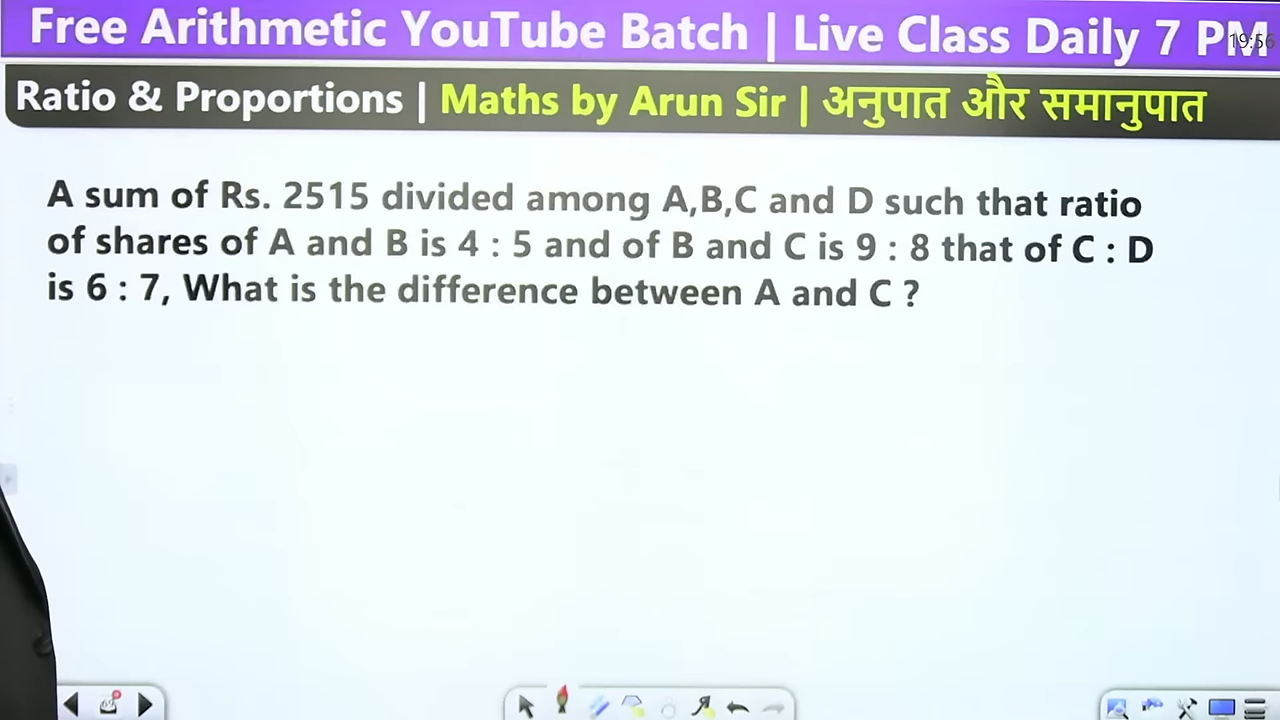 Free Arithmetic YouTube Batch | Live Class Daily 7 PM
19:56
Ratio & Proportions | Maths by Arun Sir | अनुपात और समानुपात
A sum of Rs. 2515 divided among A,B,C and D such that ratio
of shares of A and B is 4 : 5 and of B and C is 9 : 8 that of C : D
is 6 : 7, What is the difference between A and C ?